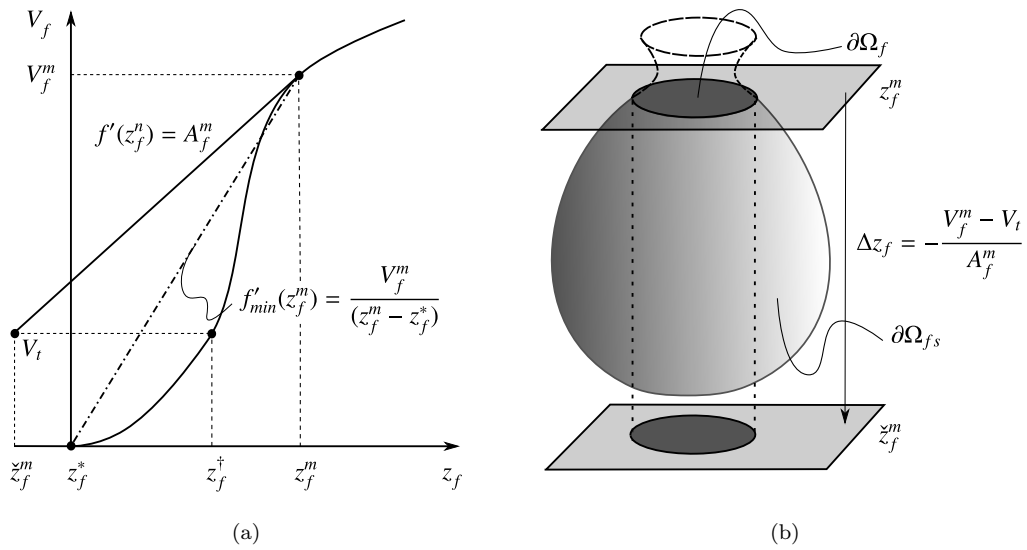 V_f
V_f^m
f′(z_f^n) = A_f^m
f′_{min}(z_f^m) = \frac{V_f^m}{(z_f^m − z_f^*)}
V_t
ž_f^m z_f^* z_f^† z_f^m z_f
(a)
∂Ω_f
z_f^m
Δz_f = −\frac{V_f^m − V_t}{A_f^m}
∂Ω_{fs}
ž_f^m
(b)